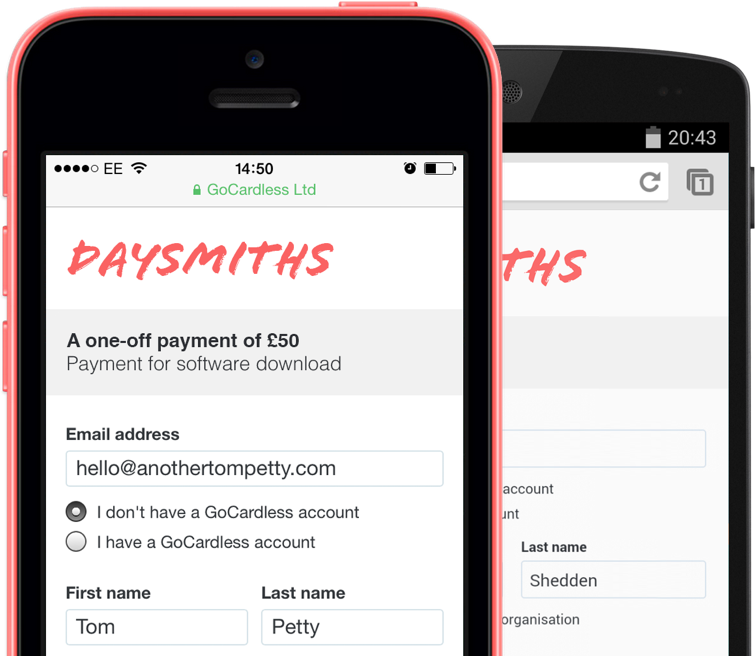 EE 14:50
GoCardless Ltd
DAYSMITHS
A one-off payment of £50
Payment for software download
Email address
hello@anothertompetty.com
I don't have a GoCardless account
I have a GoCardless account
First name Last name
Tom Petty
20:43
1
THS
account
unt
Last name
Shedden
organisation